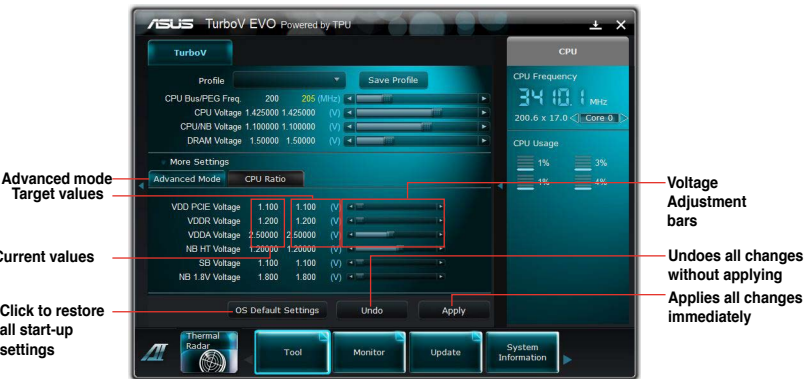 ASUS TurboV EVO Powered by TPU
TurboV
Profile Save Profile
CPU Bus/PEG Freq. 200 205 (MHz)
CPU Voltage 1.425000 1.425000 (V)
CPU/NB Voltage 1.100000 1.100000 (V)
DRAM Voltage 1.50000 1.50000 (V)
More Settings
Advanced Mode CPU Ratio
VDD PCIE Voltage 1.100 1.100 (V)
VDDR Voltage 1.200 1.200 (V)
VDDA Voltage 2.50000 2.50000 (V)
NB HT Voltage 1.20000 1.20000 (V)
SB Voltage 1.100 1.100 (V)
NB 1.8V Voltage 1.800 1.800 (V)
OS Default Settings Undo Apply
CPU
CPU Frequency
3410.1 MHz
200.6 x 17.0 Core 0
CPU Usage
1% 3%
1% 4%
AI
Thermal
Radar
Tool
Monitor
Update
System
Information
Advanced mode
Target values
Current values
Click to restore
all start-up
settings
Voltage
Adjustment
bars
Undoes all changes
without applying
Applies all changes
immediately